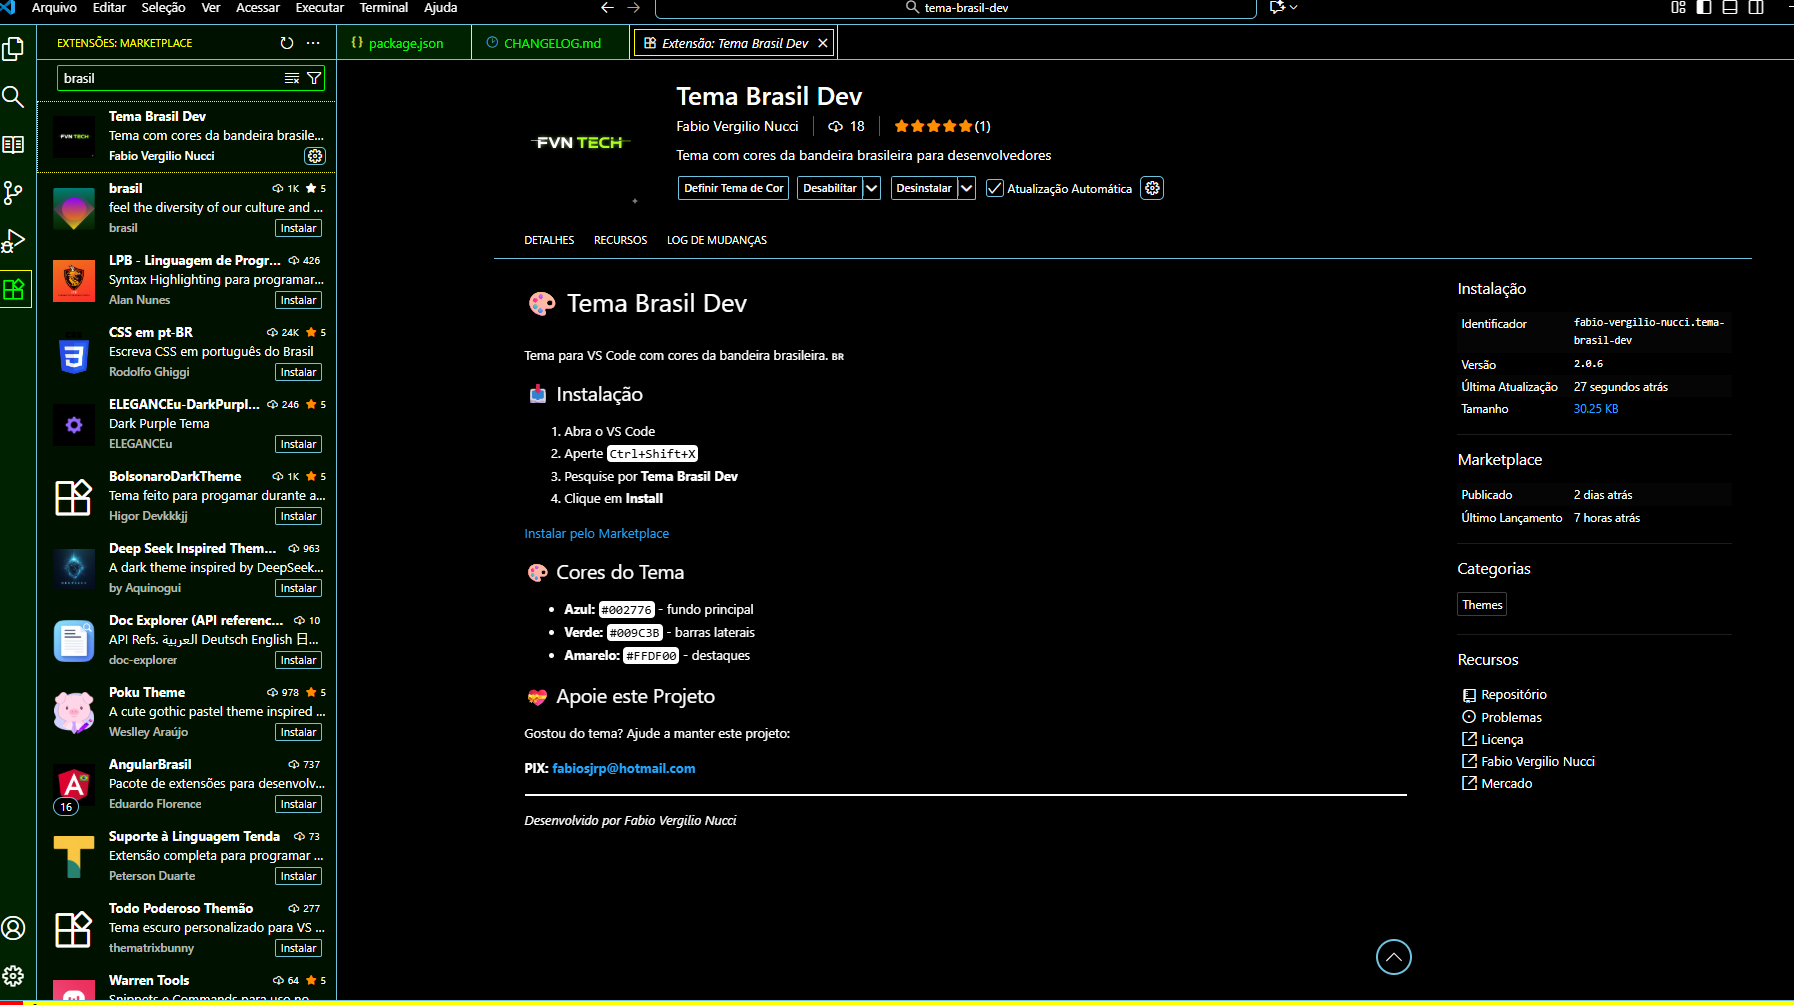 Arquivo Editar Seleção Ver Acessar Executar Terminal Ajuda
tema-brasil-dev
EXTENSÕES: MARKETPLACE
brasil
Tema Brasil Dev
Tema com cores da bandeira brasile...
Fabio Vergilio Nucci
brasil 1K 5
feel the diversity of our culture and ...
brasil Instalar
LPB - Linguagem de Progr... 426
Syntax Highlighting para programar...
Alan Nunes Instalar
CSS em pt-BR 24K 5
Escreva CSS em português do Brasil
Rodolfo Ghiggi Instalar
ELEGANCEu-DarkPurpl... 246 5
Dark Purple Tema
ELEGANCEu Instalar
BolsonaroDarkTheme 1K 5
Tema feito para progamar durante a...
Higor Devkkkjj Instalar
Deep Seek Inspired Them... 963
A dark theme inspired by DeepSeek...
by Aquinogui Instalar
Doc Explorer (API referenc... 10
API Refs. العربية Deutsch English 日...
doc-explorer Instalar
Poku Theme 978 5
A cute gothic pastel theme inspired ...
Weslley Araújo Instalar
AngularBrasil 737
Pacote de extensões para desenvolv...
16
Eduardo Florence Instalar
Suporte à Linguagem Tenda 73
Extensão completa para programar ...
Peterson Duarte Instalar
Todo Poderoso Themão 277
Tema escuro personalizado para VS ...
thematrixbunny Instalar
Warren Tools 64 5
package.json CHANGELOG.md Extensão: Tema Brasil Dev
FVN TECH
Tema Brasil Dev
Fabio Vergilio Nucci 18 (1)
Tema com cores da bandeira brasileira para desenvolvedores
Definir Tema de Cor Desabilitar Desinstalar Atualização Automática
DETALHES RECURSOS LOG DE MUDANÇAS
Tema Brasil Dev
Tema para VS Code com cores da bandeira brasileira. BR
Instalação
1. Abra o VS Code
2. Aperte Ctrl+Shift+X
3. Pesquise por Tema Brasil Dev
4. Clique em Install
Instalar pelo Marketplace
Cores do Tema
• Azul: #002776 - fundo principal
• Verde: #009C3B - barras laterais
• Amarelo: #FFDF00 - destaques
Apoie este Projeto
Gostou do tema? Ajude a manter este projeto:
PIX: fabiosjrp@hotmail.com
Desenvolvido por Fabio Vergilio Nucci
Instalação
Identificador fabio-vergilio-nucci.tema-
brasil-dev
Versão 2.0.6
Última Atualização 27 segundos atrás
Tamanho 30.25 KB
Marketplace
Publicado 2 dias atrás
Último Lançamento 7 horas atrás
Categorias
Themes
Recursos
Repositório
Problemas
Licença
Fabio Vergilio Nucci
Mercado